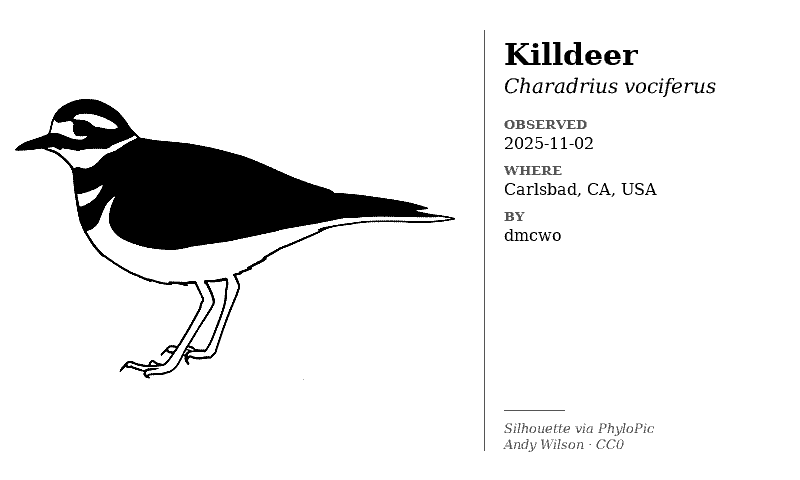 Killdeer
Charadrius vociferus
OBSERVED
2025-11-02
WHERE
Carlsbad, CA, USA
BY
dmcwo
Silhouette via PhyloPic
Andy Wilson · CC0